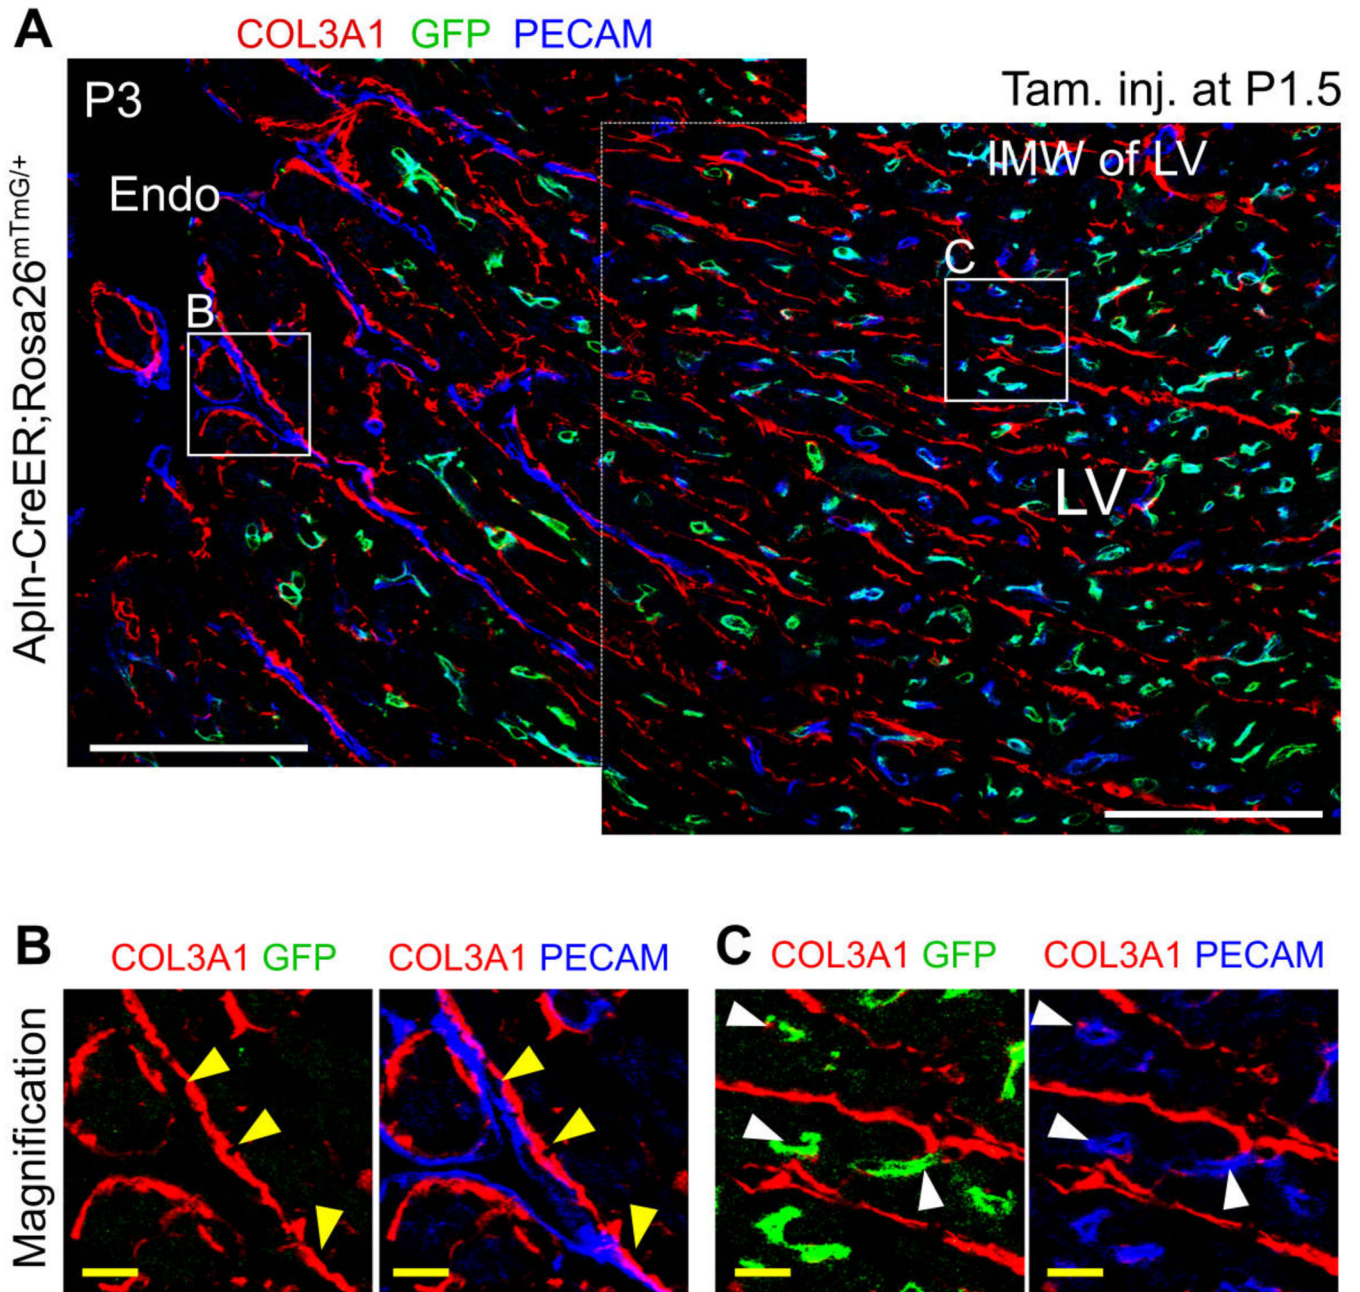 A
COL3A1 GFP PECAM
P3
Tam. inj. at P1.5
IMW of LV
Endo
Apln-CreER;Rosa26mTmG/+
C
B
LV
B COL3A1 GFP COL3A1 PECAM C COL3A1 GFP COL3A1 PECAM
Magnification